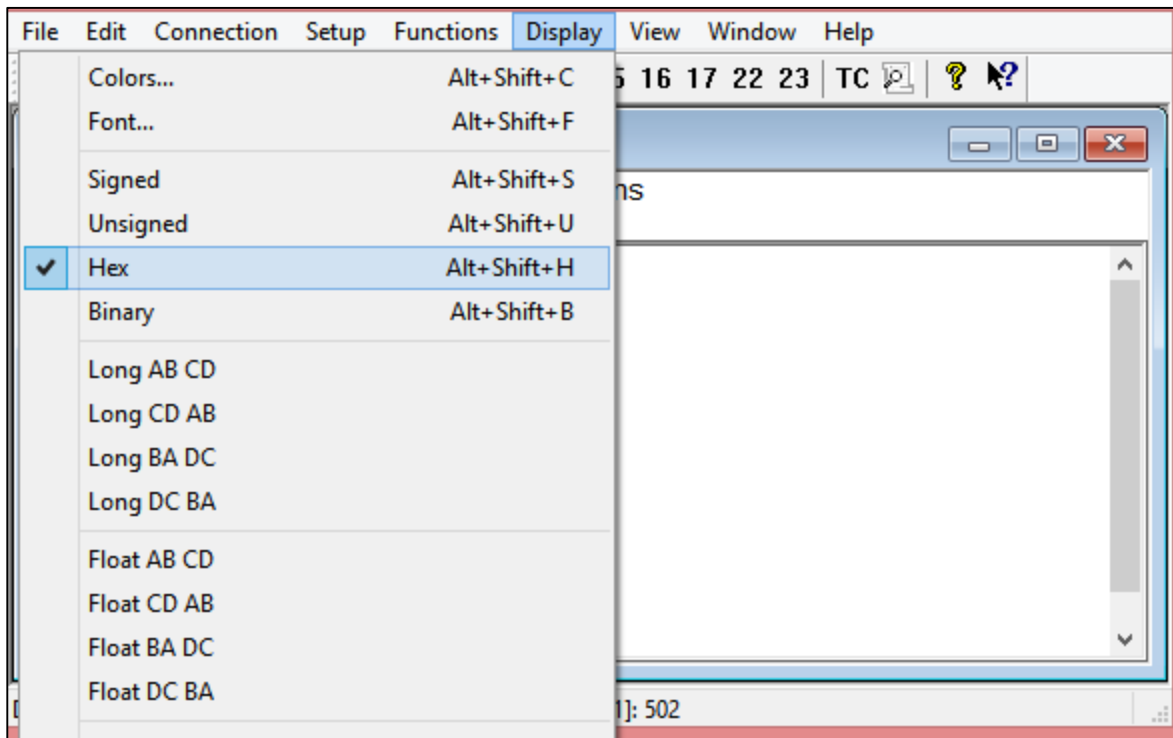 File Edit Connection Setup Functions Display View Window Help
16 17 22 23 TC
Colors... Alt+Shift+C
Font... Alt+Shift+F
Signed Alt+Shift+S
Unsigned Alt+Shift+U
Hex Alt+Shift+H
Binary Alt+Shift+B
Long AB CD
Long CD AB
Long BA DC
Long DC BA
Float AB CD
Float CD AB
Float BA DC
Float DC BA
]: 502